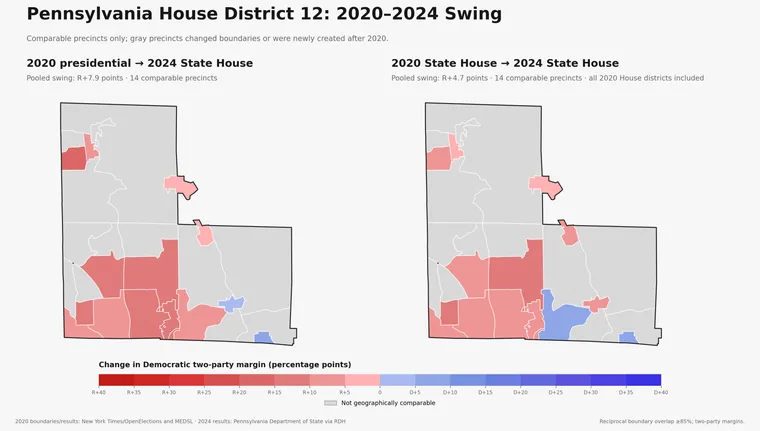 Pennsylvania House District 12: 2020–2024 Swing
Comparable precincts only; gray precincts changed boundaries or were newly created after 2020.
2020 presidential → 2024 State House
Pooled swing: R+7.9 points · 14 comparable precincts
2020 State House → 2024 State House
Pooled swing: R+4.7 points · 14 comparable precincts · all 2020 House districts included
Change in Democratic two-party margin (percentage points)
R+40 R+35 R+30 R+25 R+20 R+15 R+10 R+5 0 D+5 D+10 D+15 D+20 D+25 D+30 D+35 D+40
Not geographically comparable
2020 boundaries/results: New York Times/OpenElections and MEDSL · 2024 results: Pennsylvania Department of State via RDH
Reciprocal boundary overlap ≥85%; two-party margins.